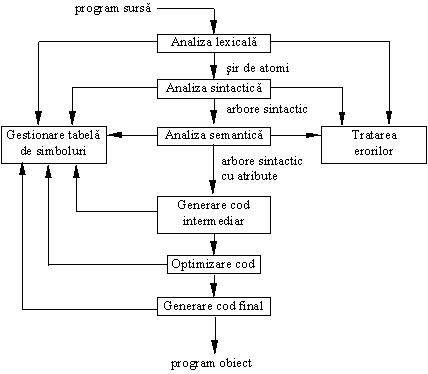 program sursă
Analiza lexicală
şir de atomi
Analiza sintactică
arbore sintactic
Gestionare tabelă
de simboluri
Analiza semantică
Tratarea
erorilor
arbore sintactic
cu atribute
Generare cod
intermediar
Optimizare cod
Generare cod final
program obiect